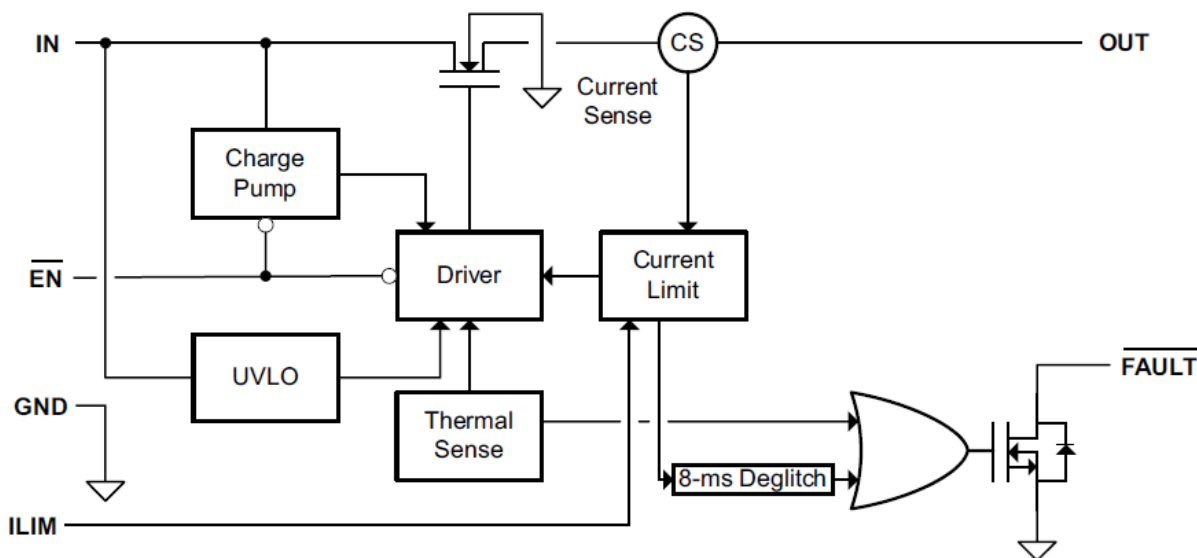 IN
CS
OUT
Current
Sense
Charge
Pump
EN
Driver
Current
Limit
UVLO
FAULT
GND
Thermal
Sense
8-ms Deglitch
ILIM